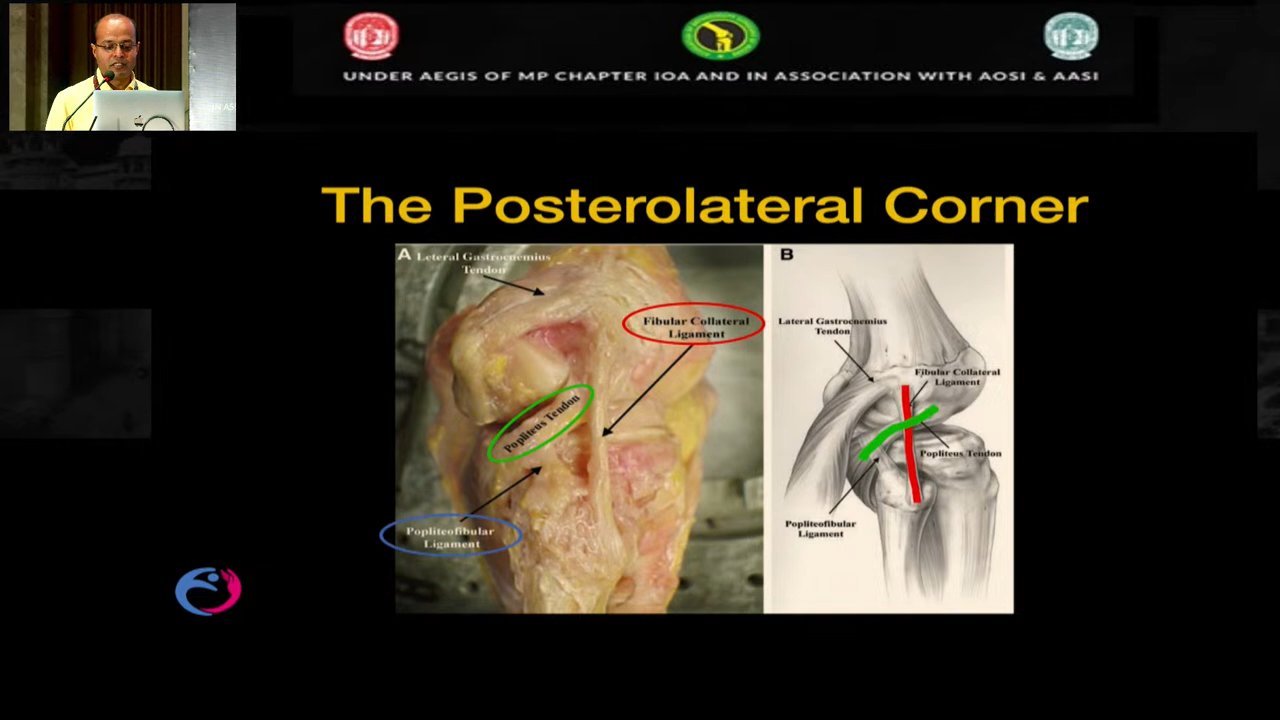 UNDER AEGIS OF MP CHAPTER IOA AND IN ASSOCIATION WITH AOSI & AASI
The Posterolateral Corner
A
Leteral Gastrocnemius
Tendon
Fibular Collateral
Ligament
Popliteus Tendon
Popliteofibular
Ligament
B
Lateral Gastrocnemius
Tendon
Fibular Collateral
Ligament
Popliteus Tendon
Popliteofibular
Ligament